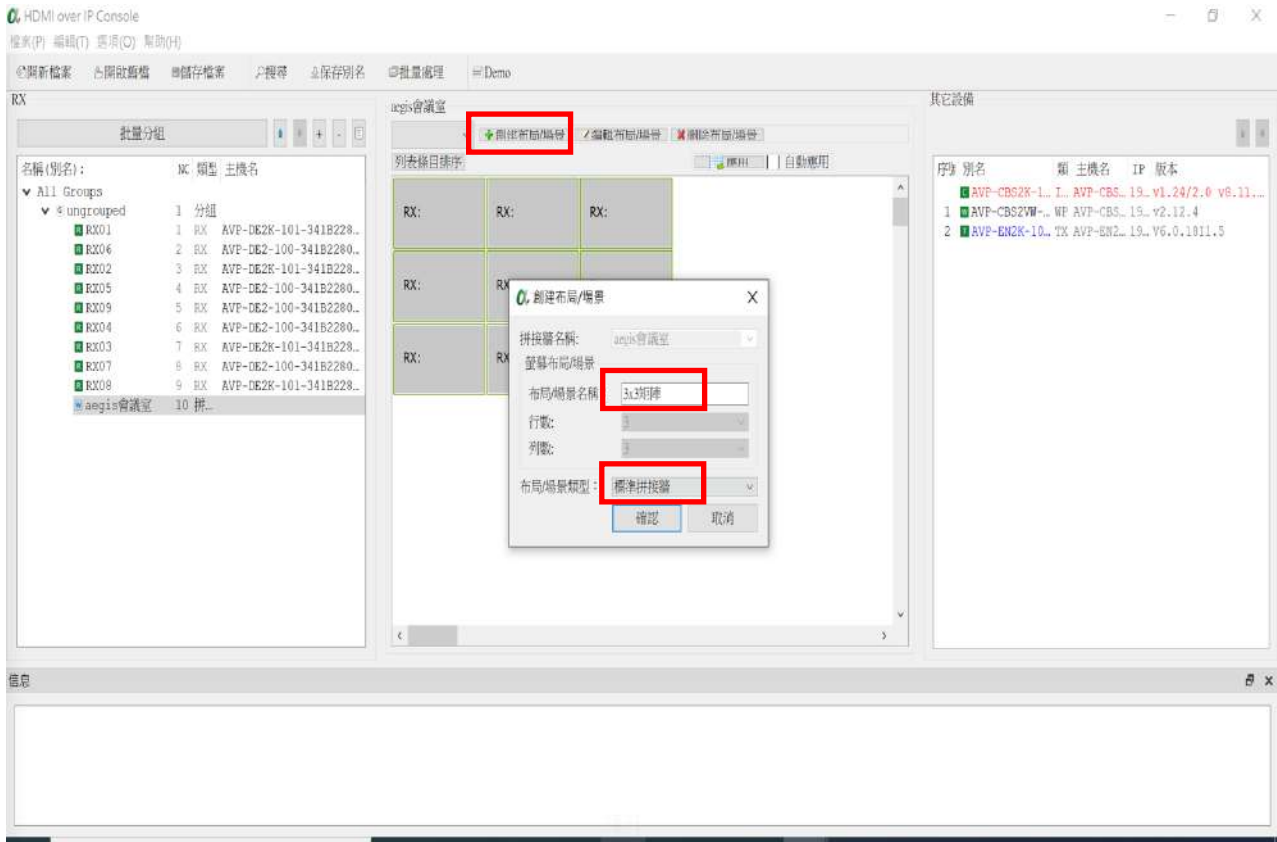 HDMI over IP Console
檔案(P) 編輯(T) 選項(O) 幫助(H)
開新檔案 開啟舊檔 儲存檔案 搜尋 保存別名 批量處理 Demo
RX
批量分組 + -
名稱(別名): 類型 主機名
All Groups
ungrouped 1 分組
RX01 1 RX AVP-DE2K-101-341B228…
RX06 2 RX AVP-DE2-100-341B2280…
RX02 3 RX AVP-DE2K-101-341B228…
RX05 4 RX AVP-DE2-100-341B2280…
RX09 5 RX AVP-DE2-100-341B2280…
RX04 6 RX AVP-DE2-100-341B2280…
RX03 7 RX AVP-DE2K-101-341B228…
RX07 8 RX AVP-DE2-100-341B2280…
RX08 9 RX AVP-DE2K-101-341B228…
aegis會議室 10 拼…
aegis會議室
創建布局/場景 編輯布局/場景 刪除布局/場景
列表條目排序 應用 自動應用
RX: RX: RX:
RX: RX
RX: RX
創建布局/場景
拼接牆名稱: aegis會議室
螢幕布局/場景
布局/場景名稱 3x3矩陣
行數: 3
列數: 3
布局/場景類型: 標準拼接牆
確認 取消
其它設備
別名 類 主機名 IP 版本
AVP-CBS2K-1… I… AVP-CBS… 19… v1.24/2.0 v8.11.…
1 AVP-CBS2VW-… WP AVP-CBS… 19… v2.12.4
2 AVP-EN2K-10… TX AVP-EN2… 19… V6.0.1811.5
信息